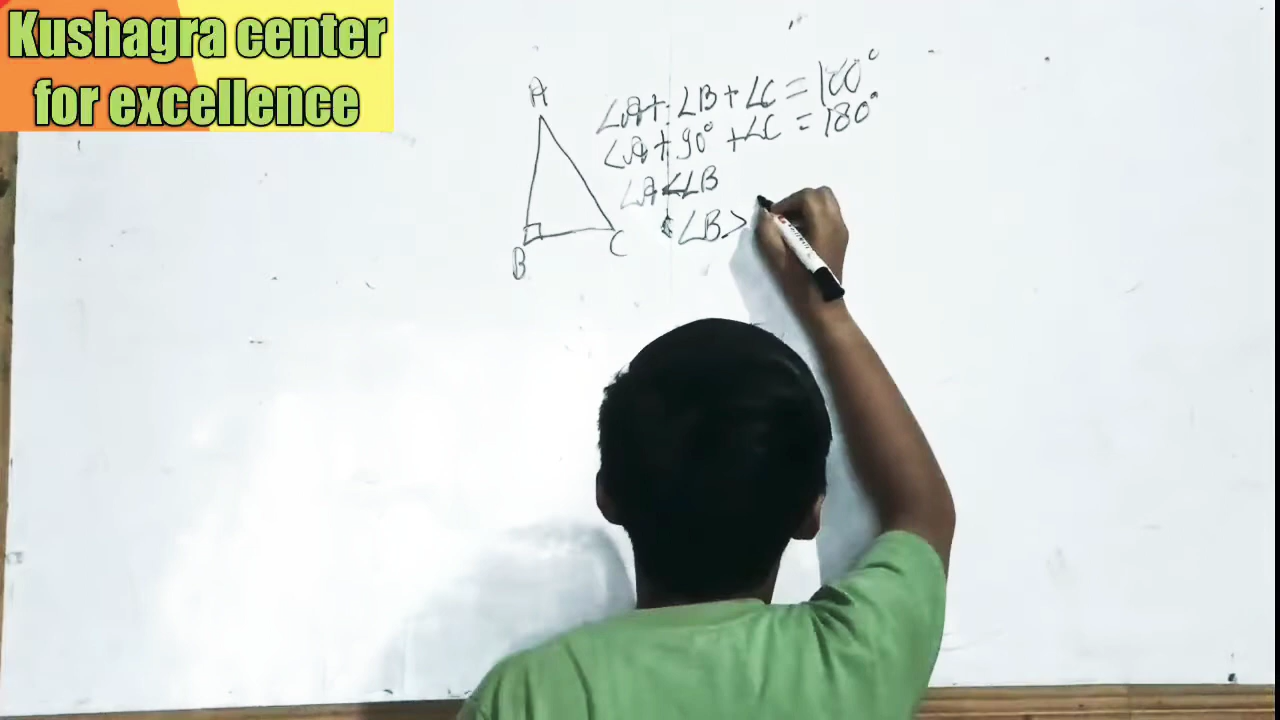 Kushagra center
for excellence
A
B
C
∠A+∠B+∠C=180°
∠A+90°+∠C=180°
∠A<∠B
∠B>